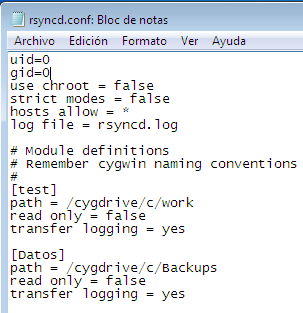 rsyncd.conf: Bloc de notas
Archivo Edición Formato Ver Ayuda
uid=0
gid=0
use chroot = false
strict modes = false
hosts allow = *
log file = rsyncd.log

# Module definitions
# Remember cygwin naming conventions
#
[test]
path = /cygdrive/c/work
read only = false
transfer logging = yes

[Datos]
path = /cygdrive/c/Backups
read only = false
transfer logging = yes